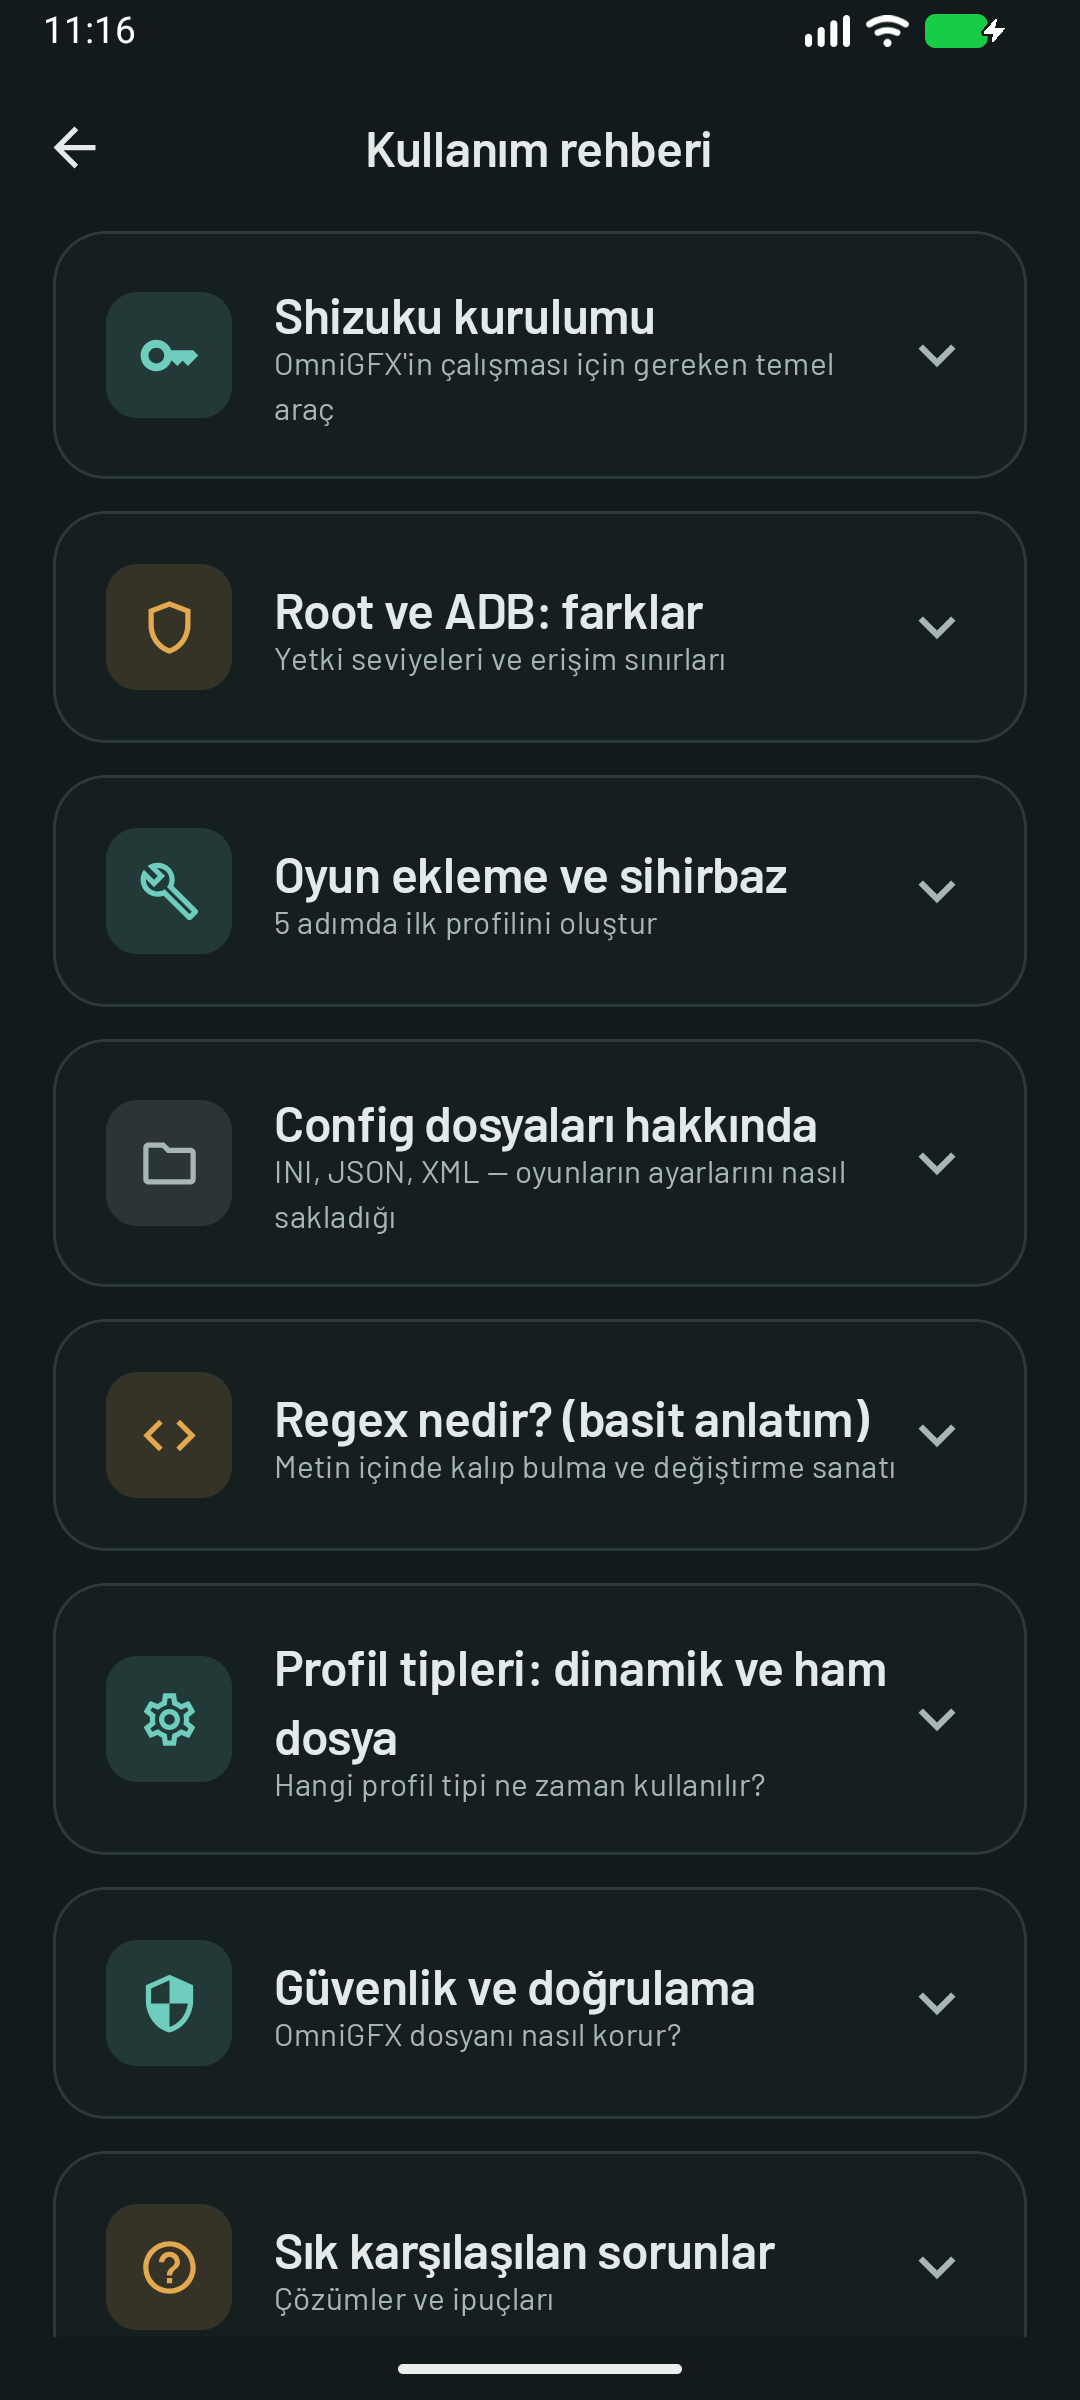 11:16
Kullanım rehberi
Shizuku kurulumu
OmniGFX'in çalışması için gereken temel
araç
Root ve ADB: farklar
Yetki seviyeleri ve erişim sınırları
Oyun ekleme ve sihirbaz
5 adımda ilk profilini oluştur
Config dosyaları hakkında
INI, JSON, XML — oyunların ayarlarını nasıl
sakladığı
Regex nedir? (basit anlatım)
Metin içinde kalıp bulma ve değiştirme sanatı
Profil tipleri: dinamik ve ham
dosya
Hangi profil tipi ne zaman kullanılır?
Güvenlik ve doğrulama
OmniGFX dosyanı nasıl korur?
Sık karşılaşılan sorunlar
Çözümler ve ipuçları